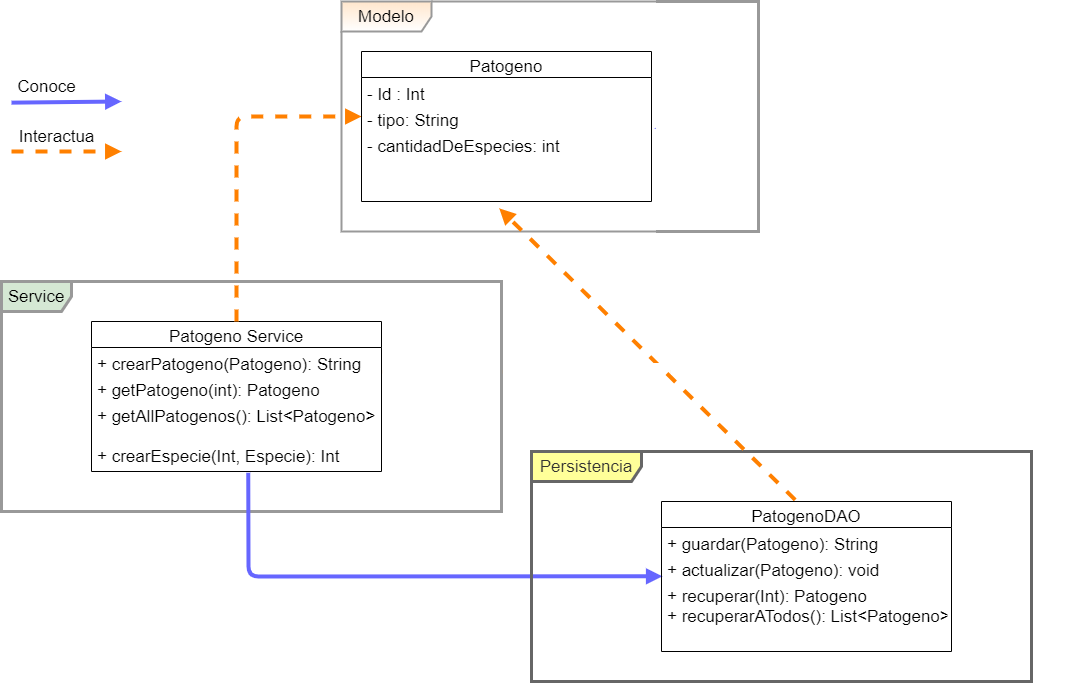 Modelo
Patogeno
- Id : Int
- tipo: String
- cantidadDeEspecies: int
Conoce
Interactua
Service
Patogeno Service
+ crearPatogeno(Patogeno): String
+ getPatogeno(int): Patogeno
+ getAllPatogenos(): List<Patogeno>
+ crearEspecie(Int, Especie): Int
Persistencia
PatogenoDAO
+ guardar(Patogeno): String
+ actualizar(Patogeno): void
+ recuperar(Int): Patogeno
+ recuperarATodos(): List<Patogeno>